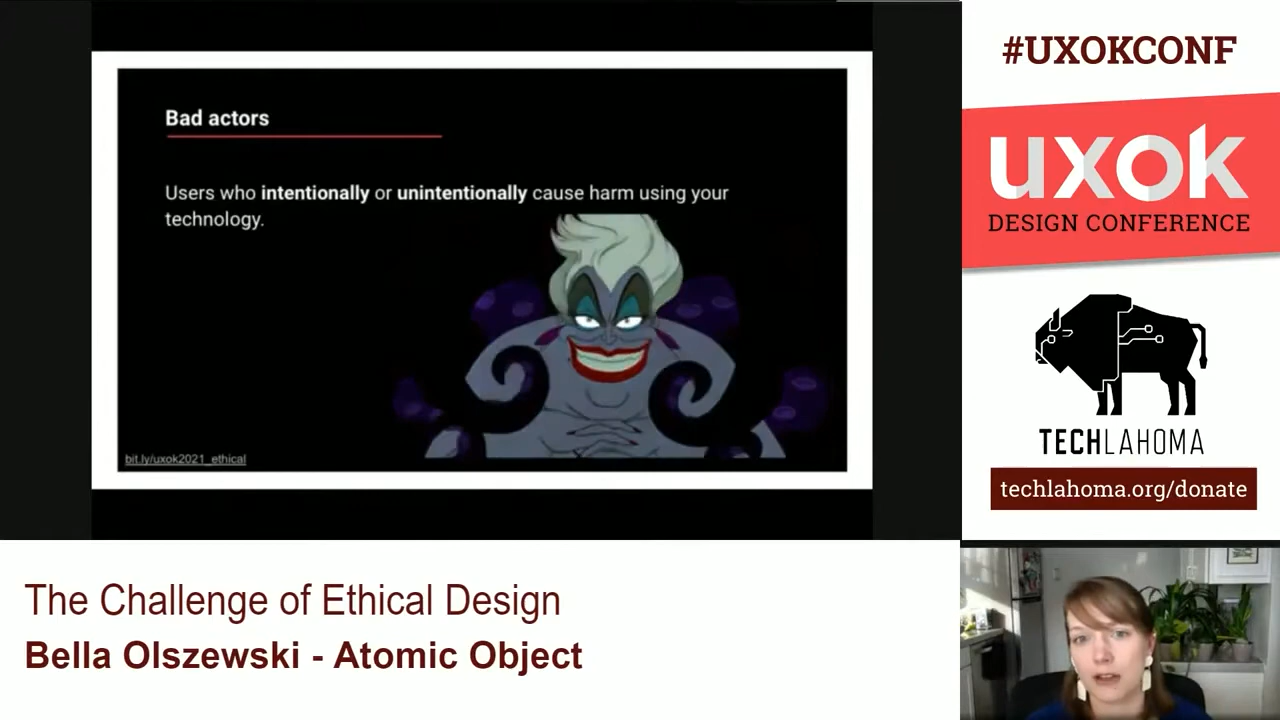 Bad actors
Users who intentionally or unintentionally cause harm using your
technology.
bit.ly/uxok2021_ethical
#UXOKCONF
uxok
DESIGN CONFERENCE
TECHLAHOMA
techlahoma.org/donate
The Challenge of Ethical Design
Bella Olszewski - Atomic Object